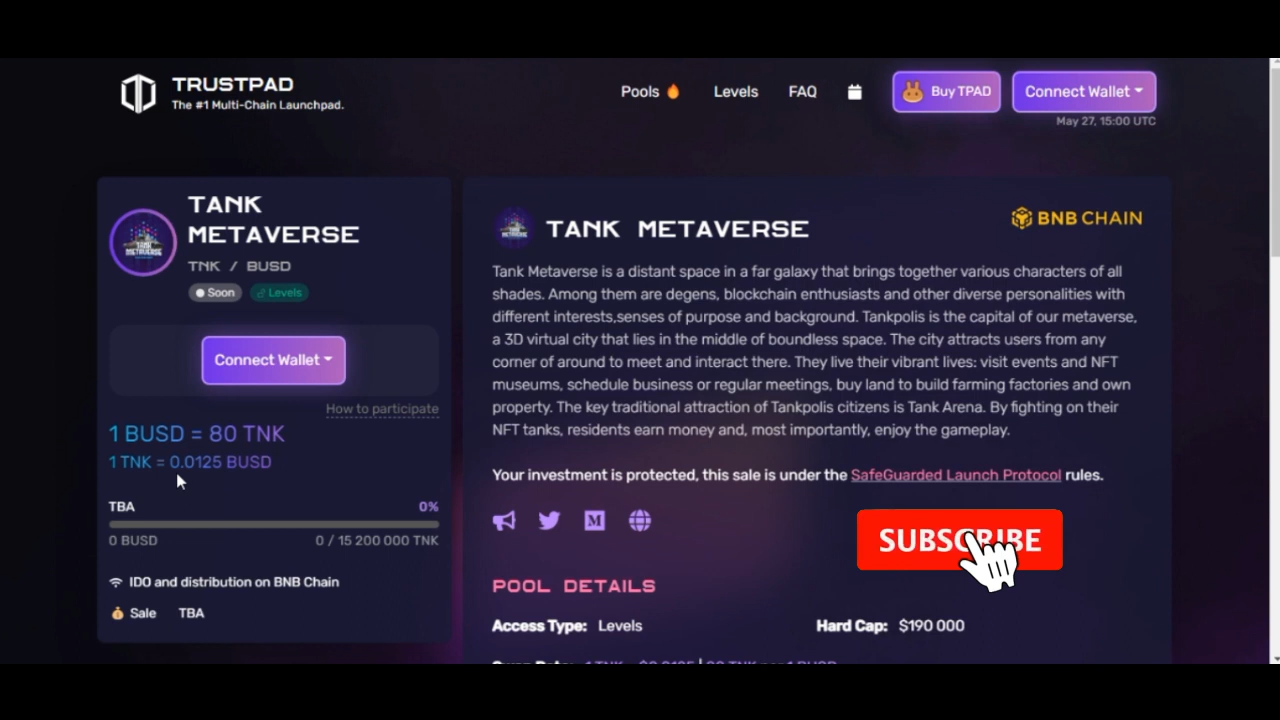 TRUSTPAD
The #1 Multi-Chain Launchpad.
Pools
Levels
FAQ
Buy TPAD
Connect Wallet
May 27, 15:00 UTC
TANK
METAVERSE
TNK / BUSD
Soon
Levels
Connect Wallet
How to participate
1 BUSD = 80 TNK
1 TNK = 0.0125 BUSD
TBA 0%
0 BUSD 0 / 15 200 000 TNK
IDO and distribution on BNB Chain
Sale TBA
TANK METAVERSE
BNB CHAIN
Tank Metaverse is a distant space in a far galaxy that brings together various characters of all
shades. Among them are degens, blockchain enthusiasts and other diverse personalities with
different interests,senses of purpose and background. Tankpolis is the capital of our metaverse,
a 3D virtual city that lies in the middle of boundless space. The city attracts users from any
corner of around to meet and interact there. They live their vibrant lives: visit events and NFT
museums, schedule business or regular meetings, buy land to build farming factories and own
property. The key traditional attraction of Tankpolis citizens is Tank Arena. By fighting on their
NFT tanks, residents earn money and, most importantly, enjoy the gameplay.
Your investment is protected, this sale is under the SafeGuarded Launch Protocol rules.
SUBSCRIBE
POOL DETAILS
Access Type: Levels
Hard Cap: $190 000